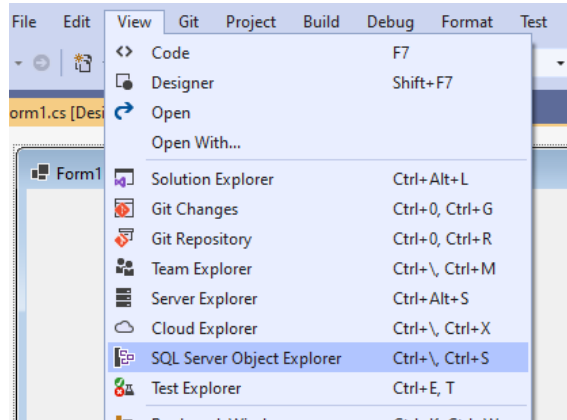 File Edit View Git Project Build Debug Format Test
Code F7
orm1.cs [Desi
Designer Shift+F7
Open
Open With...
Form1
Solution Explorer Ctrl+Alt+L
Git Changes Ctrl+0, Ctrl+G
Git Repository Ctrl+0, Ctrl+R
Team Explorer Ctrl+\, Ctrl+M
Server Explorer Ctrl+Alt+S
Cloud Explorer Ctrl+\, Ctrl+X
SQL Server Object Explorer Ctrl+\, Ctrl+S
Test Explorer Ctrl+E, T